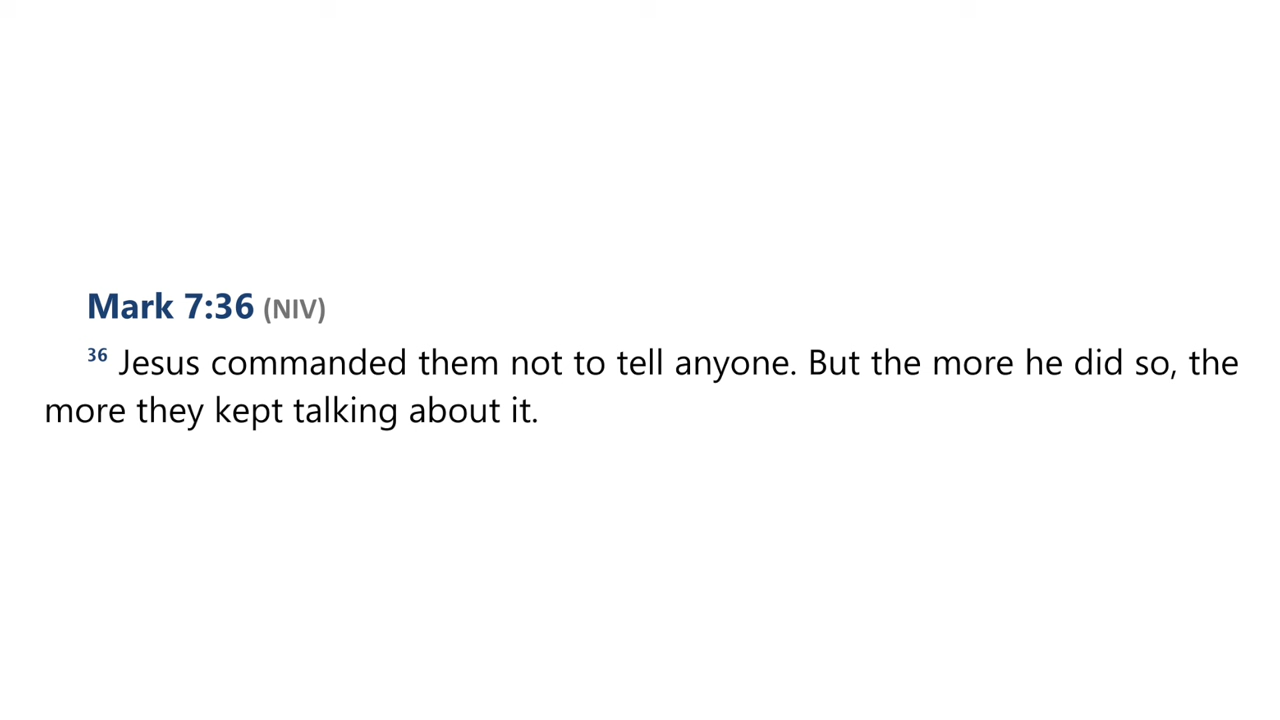 Mark 7:36 (NIV)
36 Jesus commanded them not to tell anyone. But the more he did so, the
more they kept talking about it.